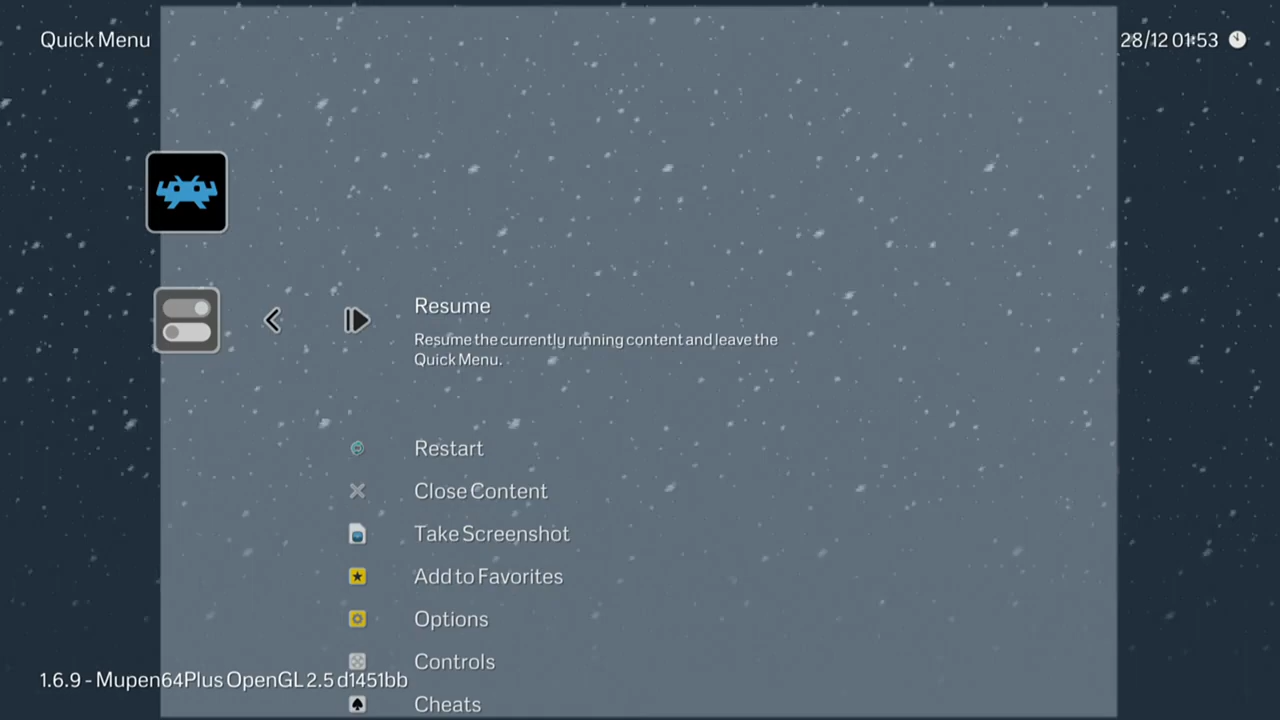 Quick Menu
28/12 01:53
Resume
Resume the currently running content and leave the
Quick Menu.
Restart
Close Content
Take Screenshot
Add to Favorites
Options
Controls
1.6.9 - Mupen64Plus OpenGL 2.5 d1451bb
Cheats